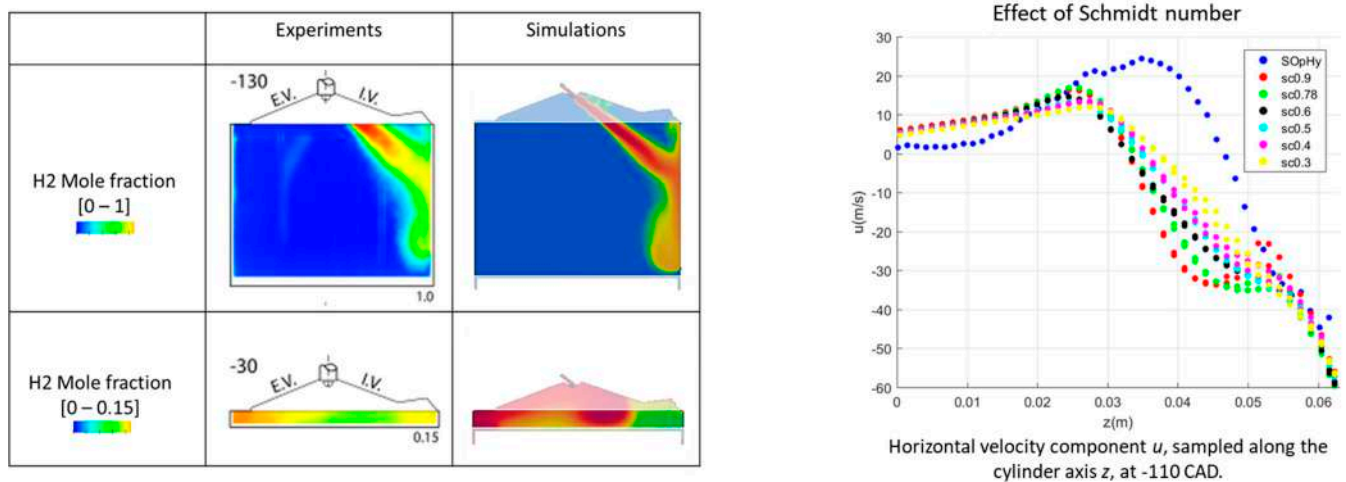 Experiments
Simulations
H2 Mole fraction
[0 – 1]
-130
E.V.
I.V.
1.0
H2 Mole fraction
[0 – 0.15]
-30
E.V.
I.V.
0.15
Effect of Schmidt number
30
20
10
0
-10
-20
-30
-40
-50
-60
u(m/s)
SOpHy
sc0.9
sc0.78
sc0.6
sc0.5
sc0.4
sc0.3
0
0.01
0.02
0.03
0.04
0.05
0.06
z(m)
Horizontal velocity component u, sampled along the
cylinder axis z, at -110 CAD.